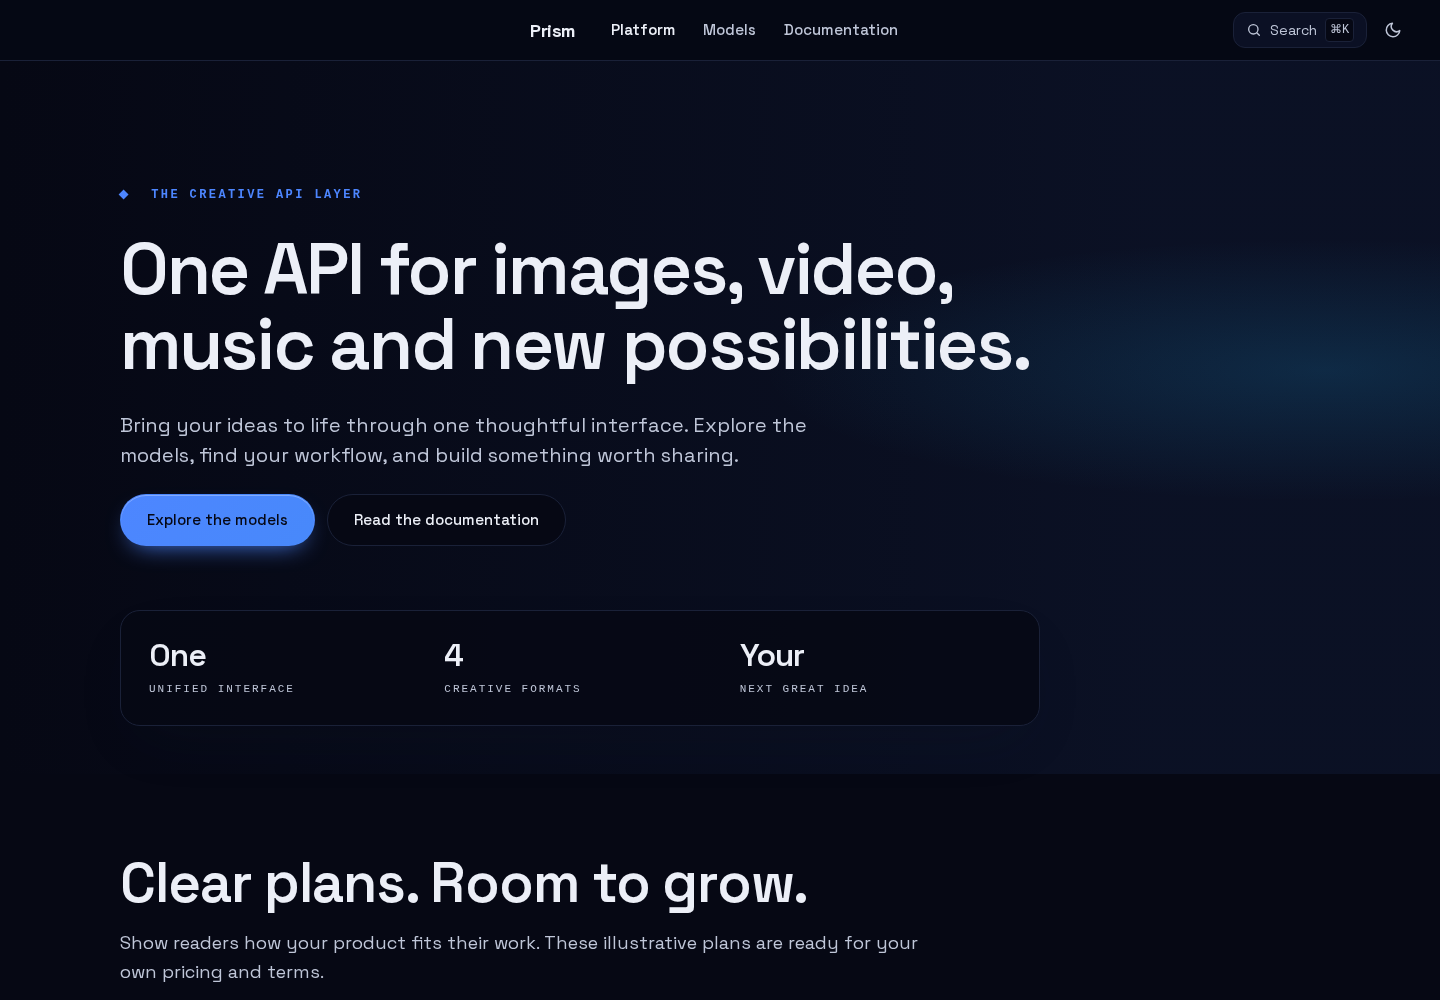 Prism
Platform
Models
Documentation
Search
⌘K
THE CREATIVE API LAYER
One API for images, video,
music and new possibilities.
Bring your ideas to life through one thoughtful interface. Explore the
models, find your workflow, and build something worth sharing.
Explore the models
Read the documentation
One
UNIFIED INTERFACE
4
CREATIVE FORMATS
Your
NEXT GREAT IDEA
Clear plans. Room to grow.
Show readers how your product fits their work. These illustrative plans are ready for your
own pricing and terms.